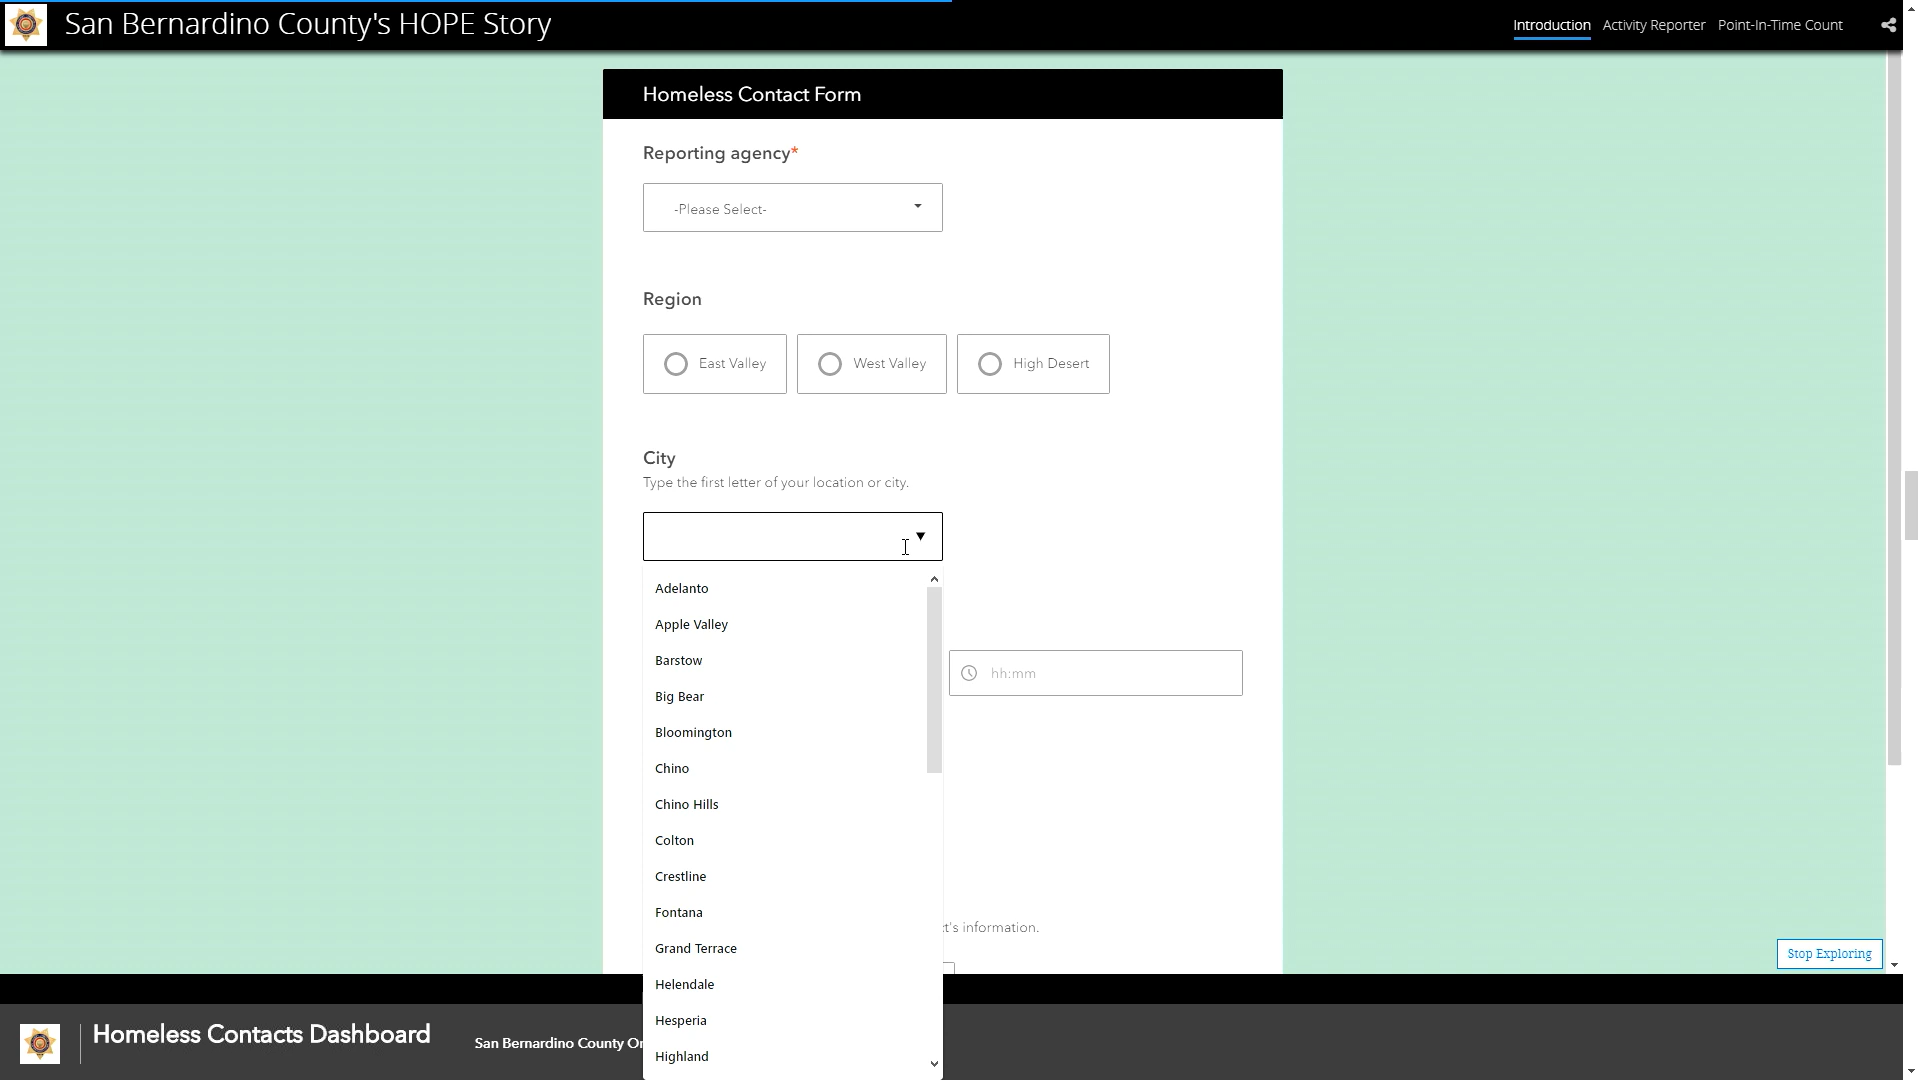 San Bernardino County's HOPE Story
Introduction Activity Reporter Point-In-Time Count
Homeless Contact Form
Reporting agency*
-Please Select-
Region
East Valley West Valley High Desert
City
Type the first letter of your location or city.
Adelanto
Apple Valley
Barstow
hh:mm
Big Bear
Bloomington
Chino
Chino Hills
Colton
Crestline
Fontana
t's information.
Grand Terrace
Stop Exploring
Helendale
Hesperia
Highland
Homeless Contacts Dashboard
San Bernardino County Or